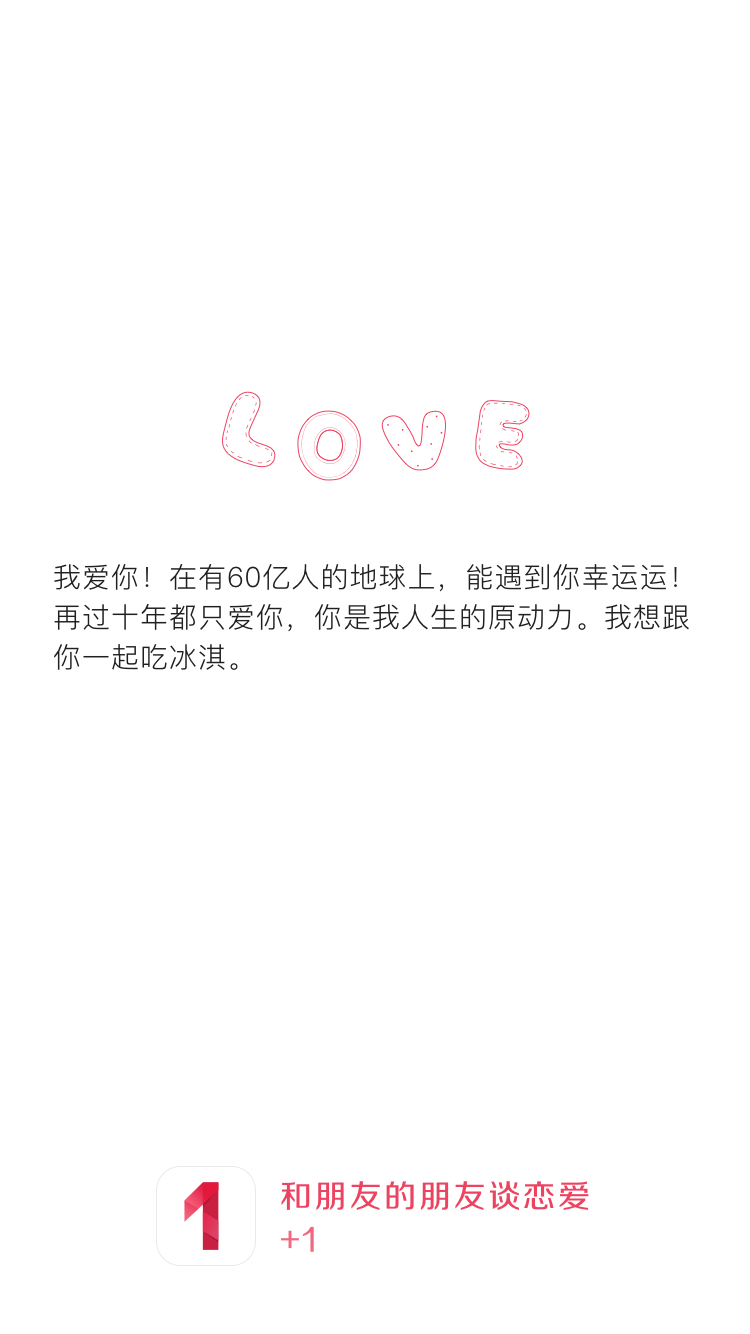 LOVE
我爱你！在有60亿人的地球上，能遇到你幸运运！
再过十年都只爱你，你是我人生的原动力。我想跟
你一起吃冰淇。
1
和朋友的朋友谈恋爱
+1